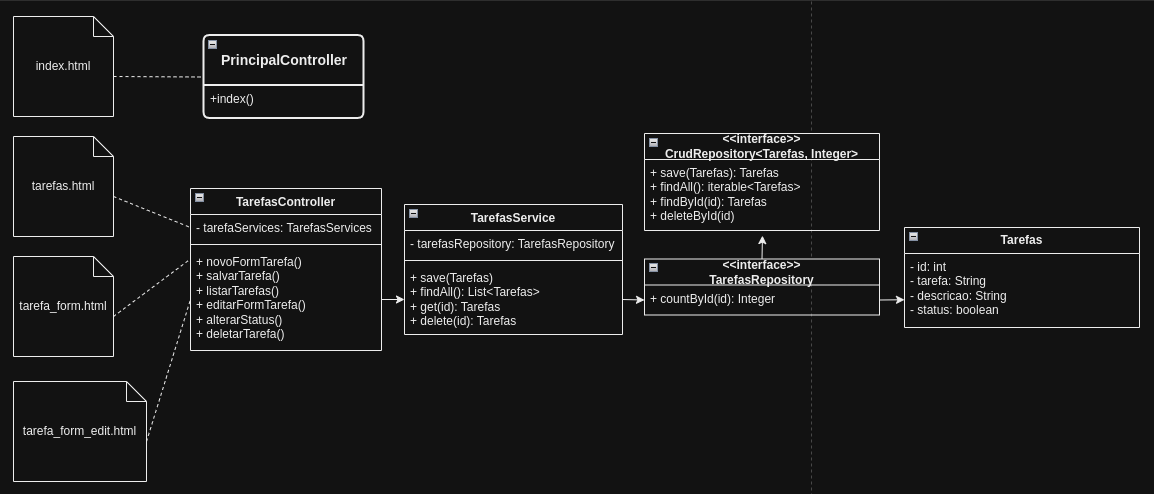 index.html
PrincipalController
+index()
tarefas.html
tarefa_form.html
tarefa_form_edit.html
TarefasController
- tarefaServices: TarefasServices
+ novoFormTarefa()
+ salvarTarefa()
+ listarTarefas()
+ editarFormTarefa()
+ alterarStatus()
+ deletarTarefa()
TarefasService
- tarefasRepository: TarefasRepository
+ save(Tarefas)
+ findAll(): List<Tarefas>
+ get(id): Tarefas
+ delete(id): Tarefas
<<interface>>
CrudRepository<Tarefas, Integer>
+ save(Tarefas): Tarefas
+ findAll(): iterable<Tarefas>
+ findById(id): Tarefas
+ deleteById(id)
<<interface>>
TarefasRepository
+ countById(id): Integer
Tarefas
- id: int
- tarefa: String
- descricao: String
- status: boolean